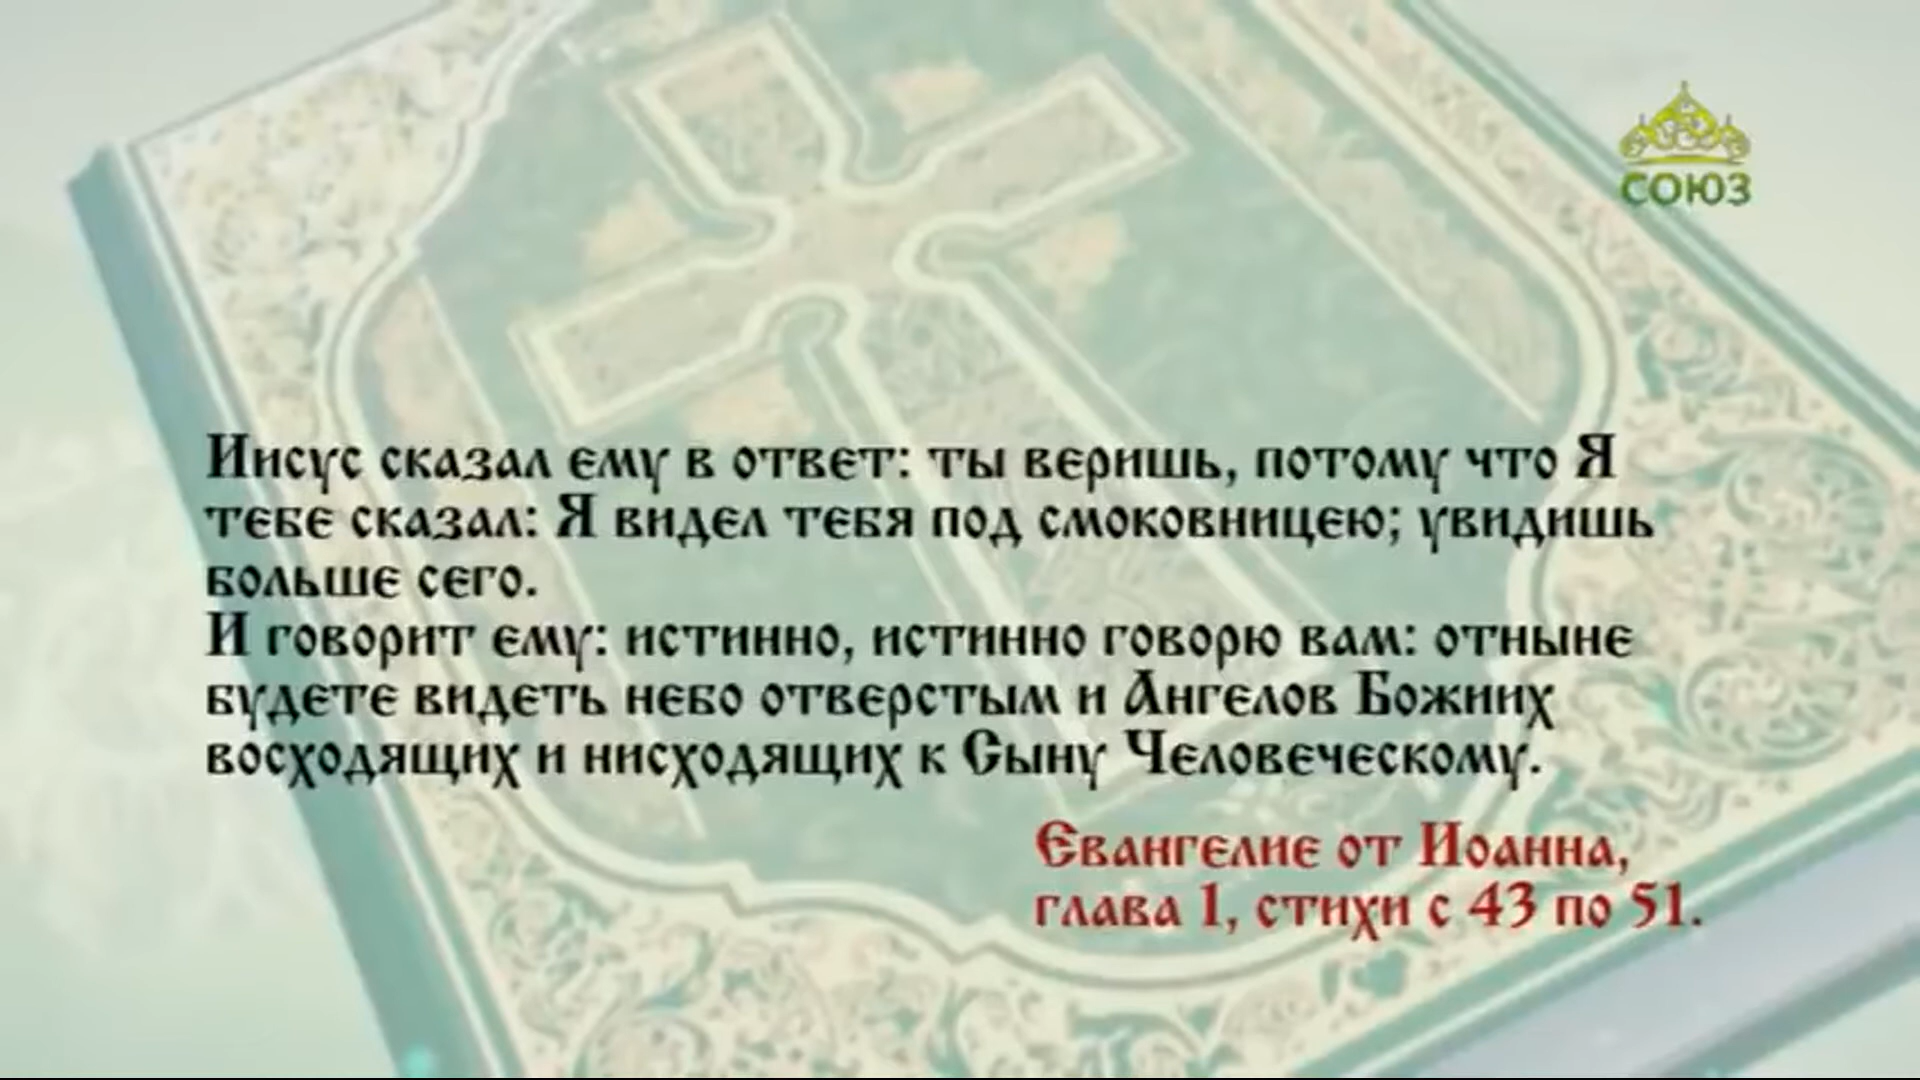 СОЮЗ
Иисус сказал ему в ответ: ты веришь, потому что Я
тебе сказал: Я видел тебя под смоковницею; увидишь
больше сего.
И говорит ему: истинно, истинно говорю вам: отныне
будете видеть небо отверстым и Ангелов Божиих
восходящих и нисходящих к Сыну Человеческому.
Евангелие от Иоанна,
глава 1, стихи с 43 по 51.